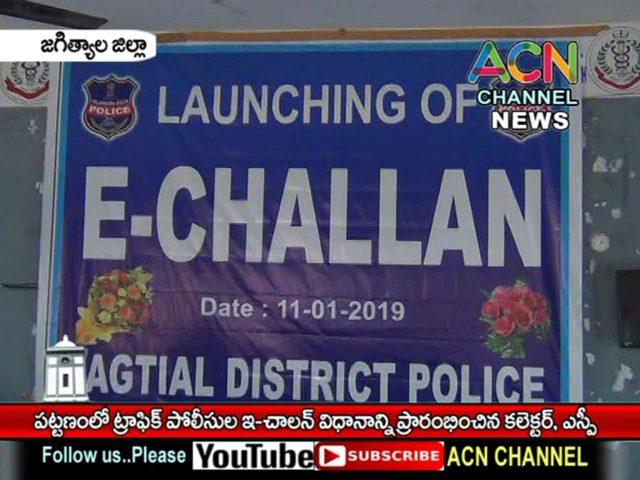 జగిత్యాల జిల్లా
ACN
CHANNEL
NEWS
POLICE
LAUNCHING OF
E-CHALLAN
Date : 11-01-2019
AGTIAL DISTRICT POLICE
పట్టణంలో ట్రాఫిక్ పోలీసుల ఇ-చాలన్ విధానాన్ని ప్రారంభించిన కలెక్టర్, ఎస్పీ
Follow us..Please YouTube SUBSCRIBE ACN CHANNEL